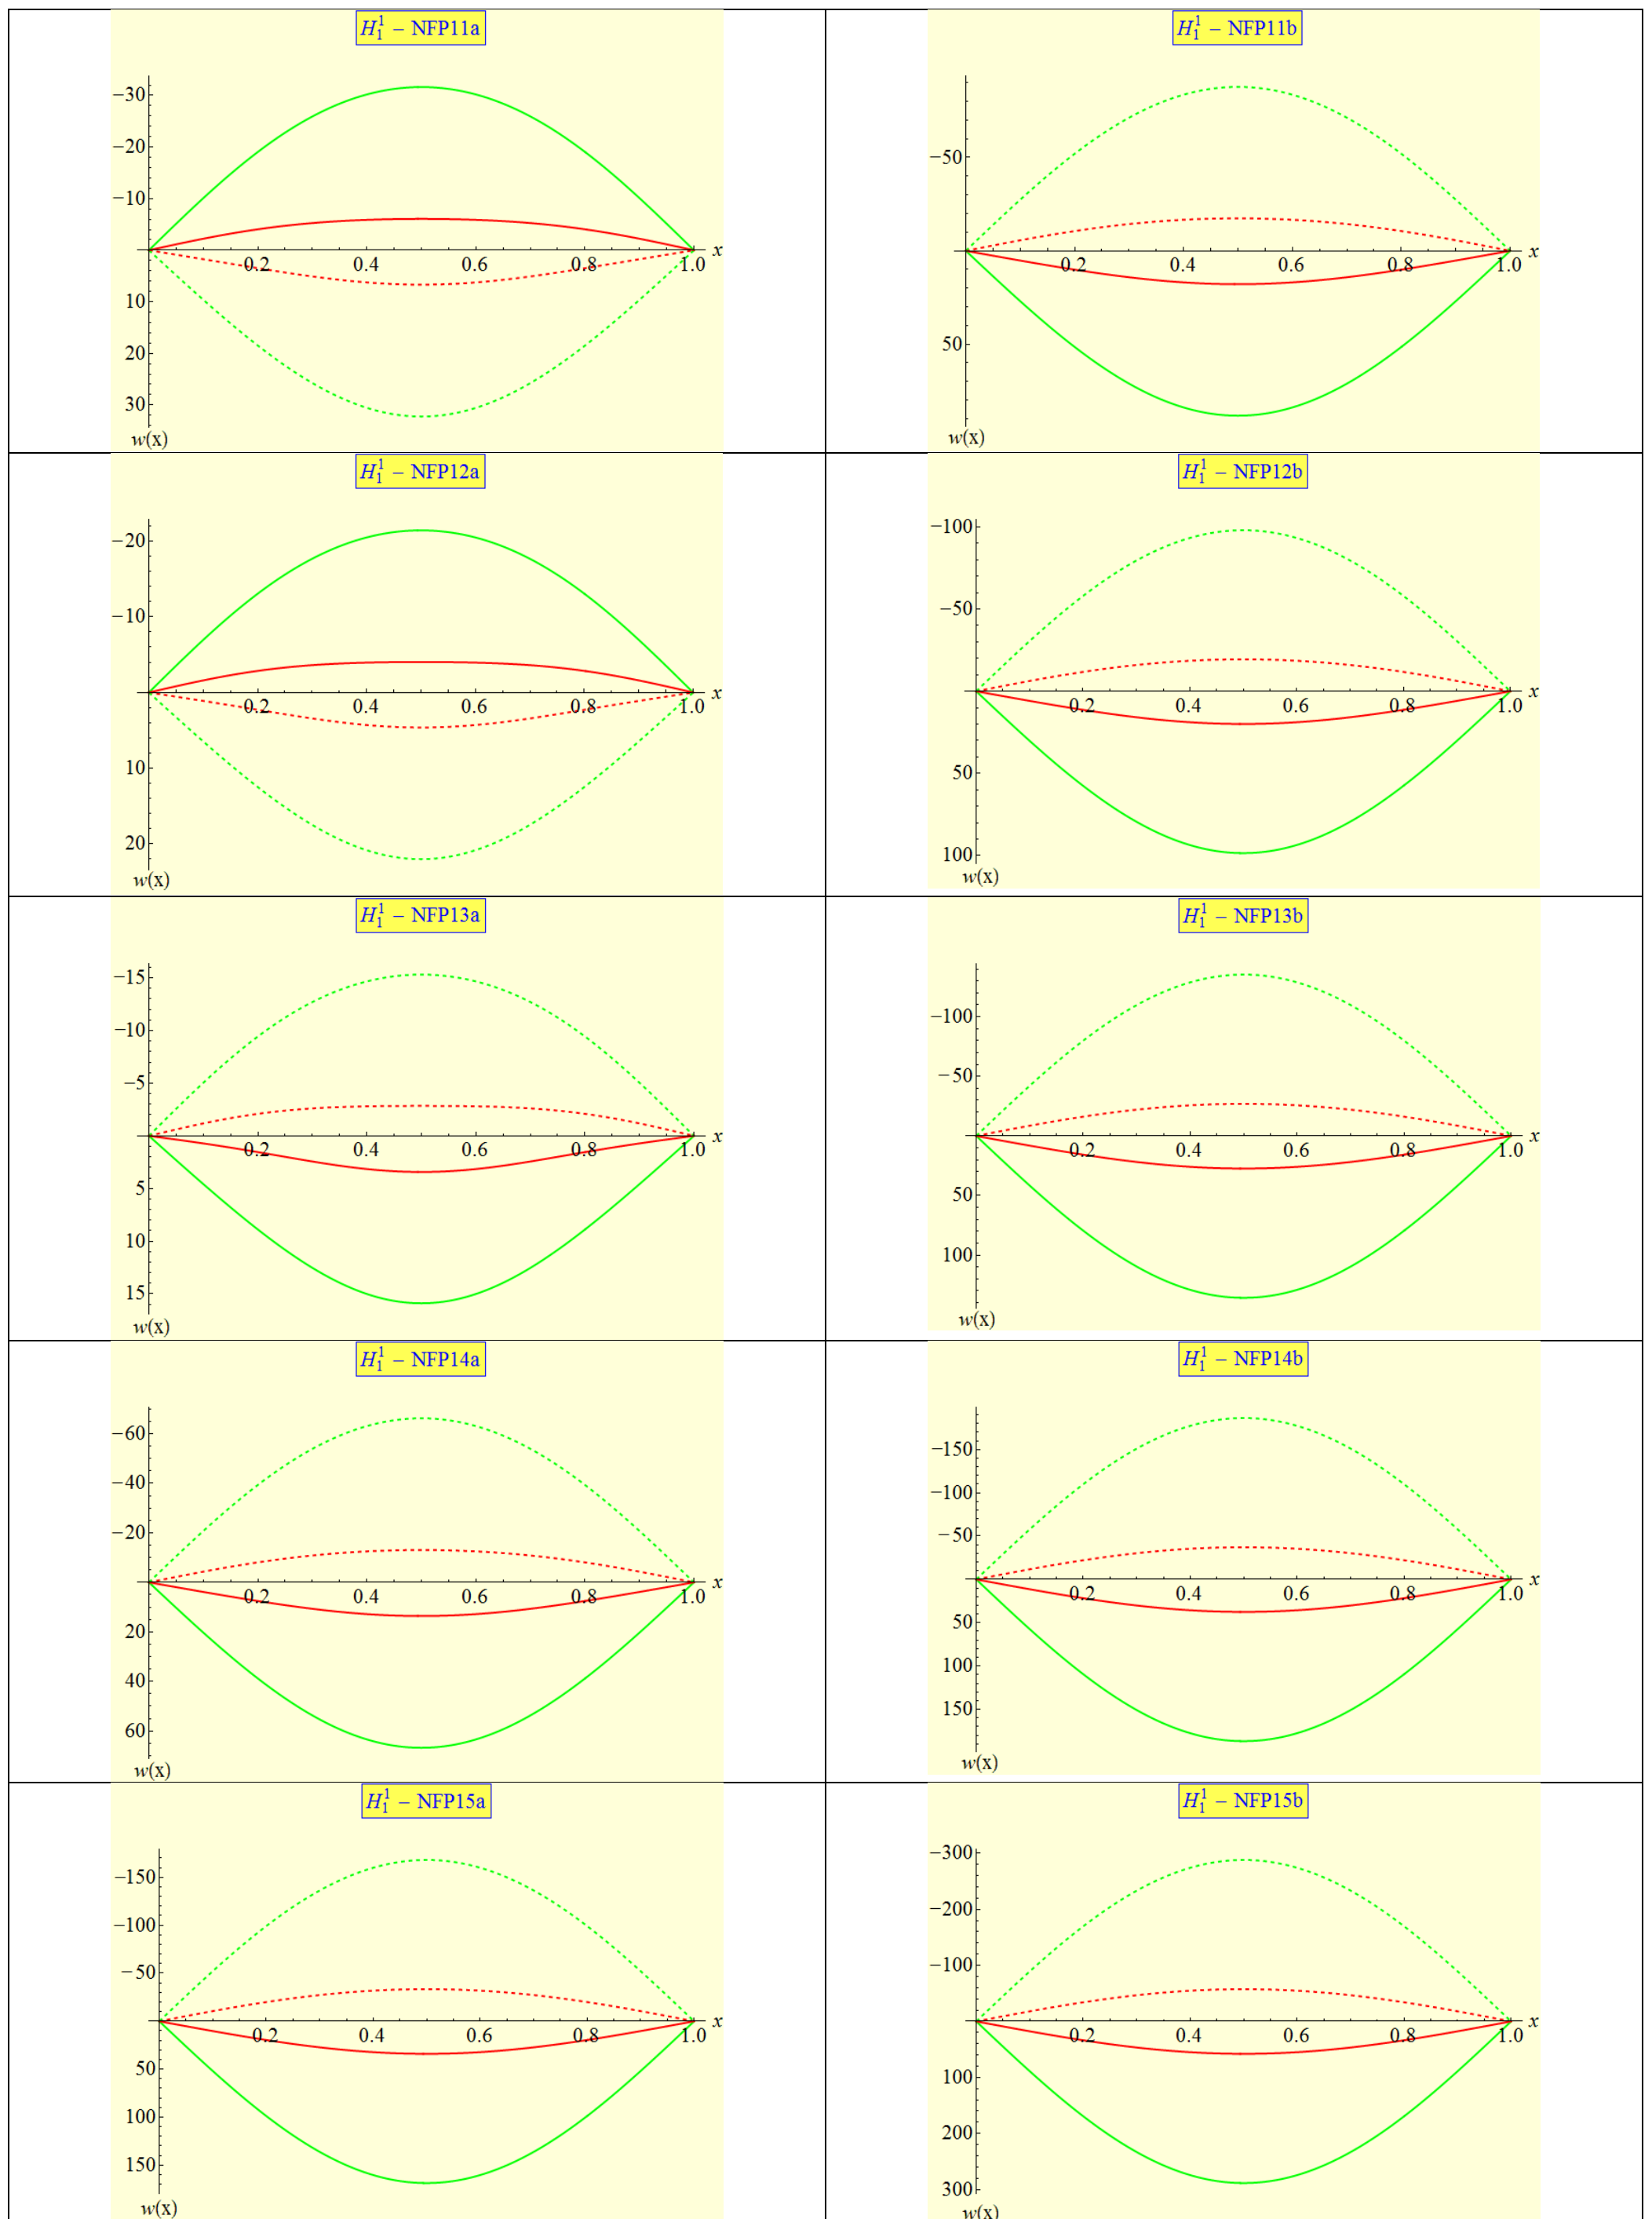 H₁¹ – NFP11a
−30
−20
−10
x
0.2 0.4 0.6 0.8 1.0
10
20
30
w(x)
H₁¹ – NFP11b
−50
x
0.2 0.4 0.6 0.8 1.0
50
w(x)
H₁¹ – NFP12a
−20
−10
x
0.2 0.4 0.6 0.8 1.0
10
20
w(x)
H₁¹ – NFP12b
−100
−50
x
0.2 0.4 0.6 0.8 1.0
50
100
w(x)
H₁¹ – NFP13a
−15
−10
−5
x
0.2 0.4 0.6 0.8 1.0
5
10
15
w(x)
H₁¹ – NFP13b
−100
−50
x
0.2 0.4 0.6 0.8 1.0
50
100
w(x)
H₁¹ – NFP14a
−60
−40
−20
x
0.2 0.4 0.6 0.8 1.0
20
40
60
w(x)
H₁¹ – NFP14b
−150
−100
−50
x
0.2 0.4 0.6 0.8 1.0
50
100
150
w(x)
H₁¹ – NFP15a
−150
−100
−50
x
0.2 0.4 0.6 0.8 1.0
50
100
150
w(x)
H₁¹ – NFP15b
−300
−200
−100
x
0.2 0.4 0.6 0.8 1.0
100
200
300
w(x)